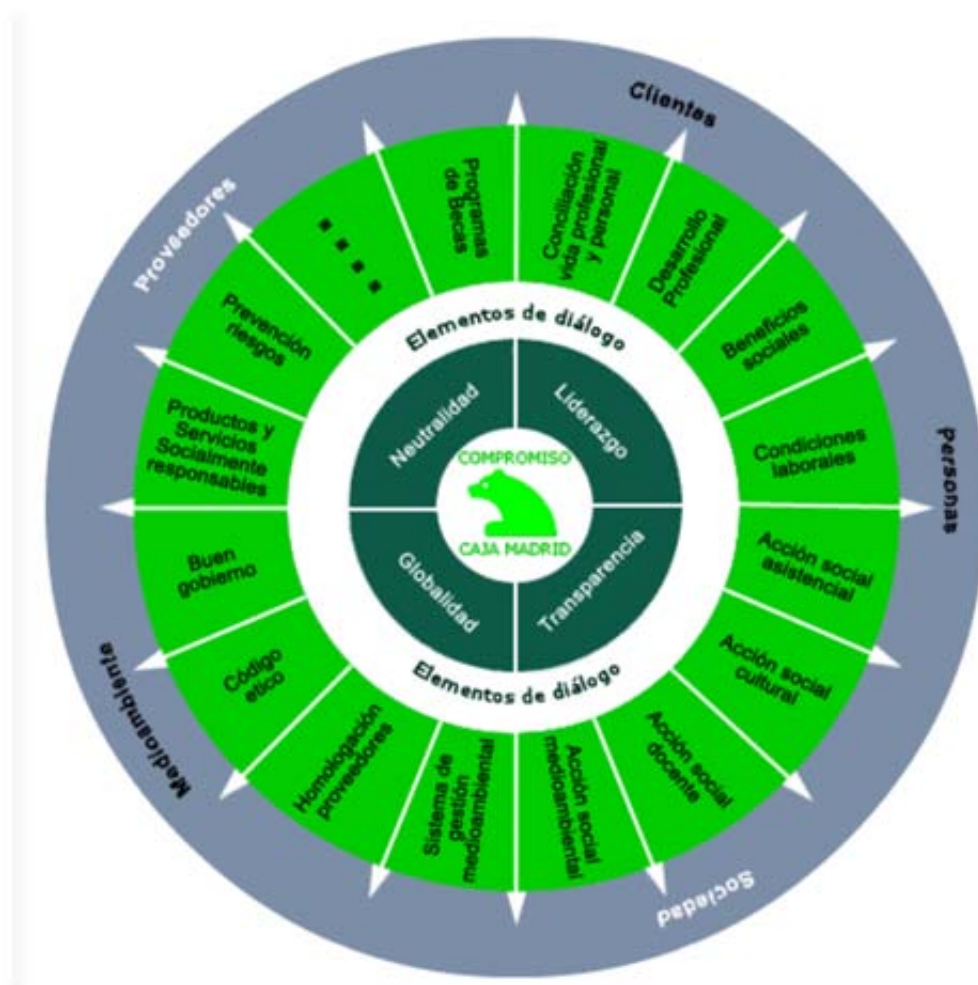 Clientes
Personas
Sociedad
Medioambiente
Proveedores
Programas
de Becas
Conciliación
vida profesional
y personal
Desarrollo
Profesional
Beneficios
sociales
Condiciones
laborales
Acción social
asistencial
Acción social
cultural
Acción social
docente
Acción social
medioambiental
Sistema de
gestión
medioambiental
Homologación
proveedores
Código
etico
Buen
gobierno
Productos y
Servicios
Socialmente
responsables
Prevención
riesgos
Elementos de diálogo
Neutralidad
Liderazgo
Transparencia
Globalidad
COMPROMISO
CAJA MADRID
Elementos de diálogo